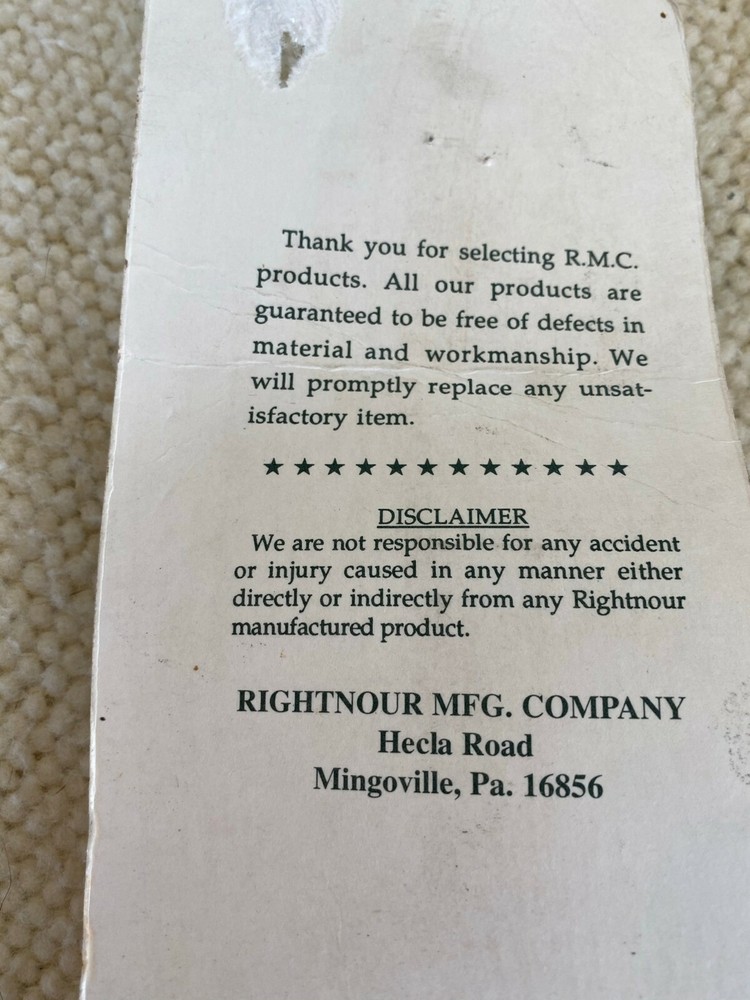 Thank you for selecting R.M.C.
products. All our products are
guaranteed to be free of defects in
material and workmanship. We
will promptly replace any unsat-
isfactory item.
★ ★ ★ ★ ★ ★ ★ ★ ★ ★ ★ ★
DISCLAIMER
We are not responsible for any accident
or injury caused in any manner either
directly or indirectly from any Rightnour
manufactured product.
RIGHTNOUR MFG. COMPANY
Hecla Road
Mingoville, Pa. 16856